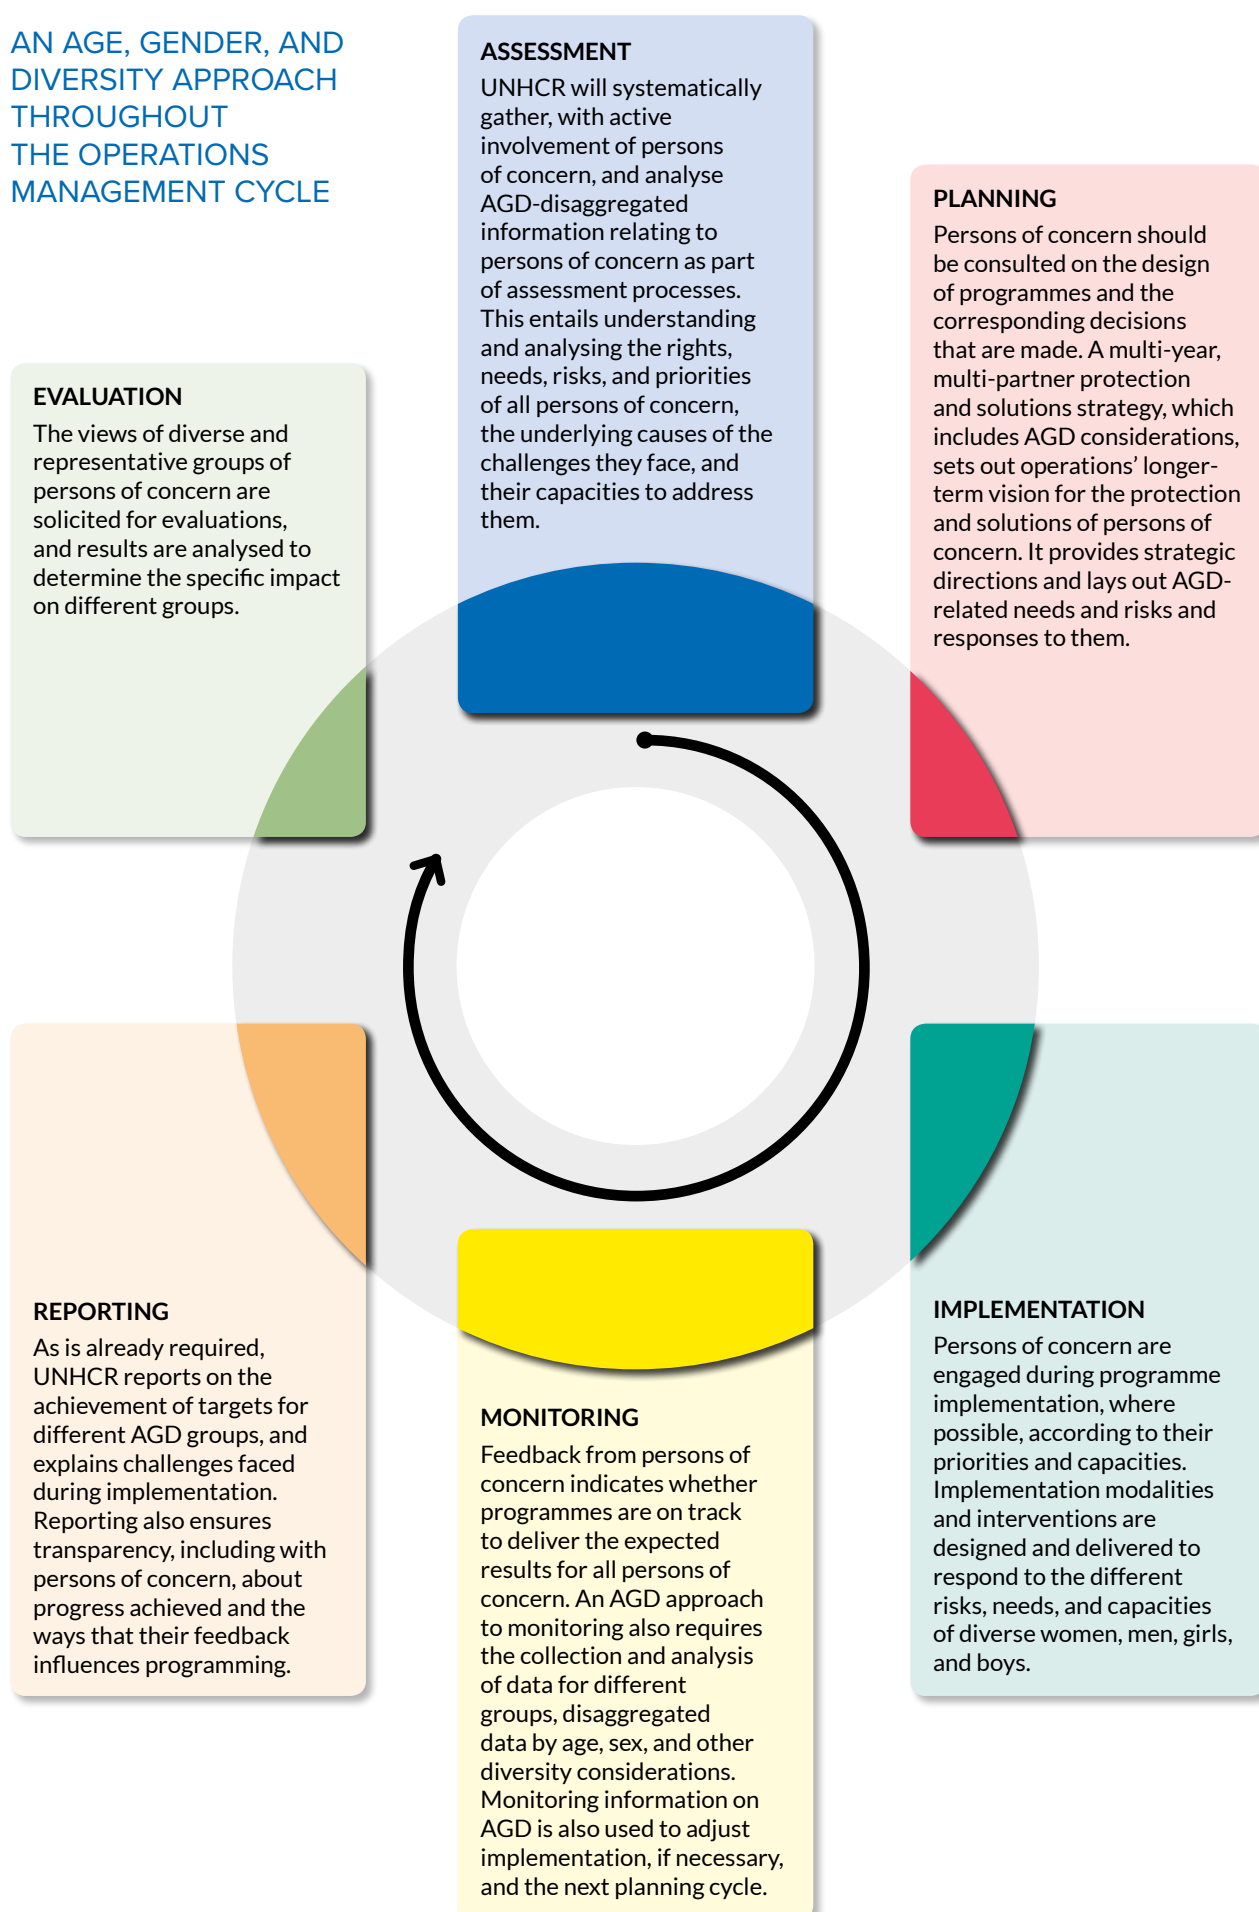 AN AGE, GENDER, AND
DIVERSITY APPROACH
THROUGHOUT
THE OPERATIONS
MANAGEMENT CYCLE
ASSESSMENT
UNHCR will systematically
gather, with active
involvement of persons
of concern, and analyse
AGD-disaggregated
information relating to
persons of concern as part
of assessment processes.
This entails understanding
and analysing the rights,
needs, risks, and priorities
of all persons of concern,
the underlying causes of the
challenges they face, and
their capacities to address
them.
PLANNING
Persons of concern should
be consulted on the design
of programmes and the
corresponding decisions
that are made. A multi-year,
multi-partner protection
and solutions strategy, which
includes AGD considerations,
sets out operations’ longer-
term vision for the protection
and solutions of persons of
concern. It provides strategic
directions and lays out AGD-
related needs and risks and
responses to them.
IMPLEMENTATION
Persons of concern are
engaged during programme
implementation, where
possible, according to their
priorities and capacities.
Implementation modalities
and interventions are
designed and delivered to
respond to the different
risks, needs, and capacities
of diverse women, men, girls,
and boys.
MONITORING
Feedback from persons of
concern indicates whether
programmes are on track
to deliver the expected
results for all persons of
concern. An AGD approach
to monitoring also requires
the collection and analysis
of data for different
groups, disaggregated
data by age, sex, and other
diversity considerations.
Monitoring information on
AGD is also used to adjust
implementation, if necessary,
and the next planning cycle.
REPORTING
As is already required,
UNHCR reports on the
achievement of targets for
different AGD groups, and
explains challenges faced
during implementation.
Reporting also ensures
transparency, including with
persons of concern, about
progress achieved and the
ways that their feedback
influences programming.
EVALUATION
The views of diverse and
representative groups of
persons of concern are
solicited for evaluations,
and results are analysed to
determine the specific impact
on different groups.